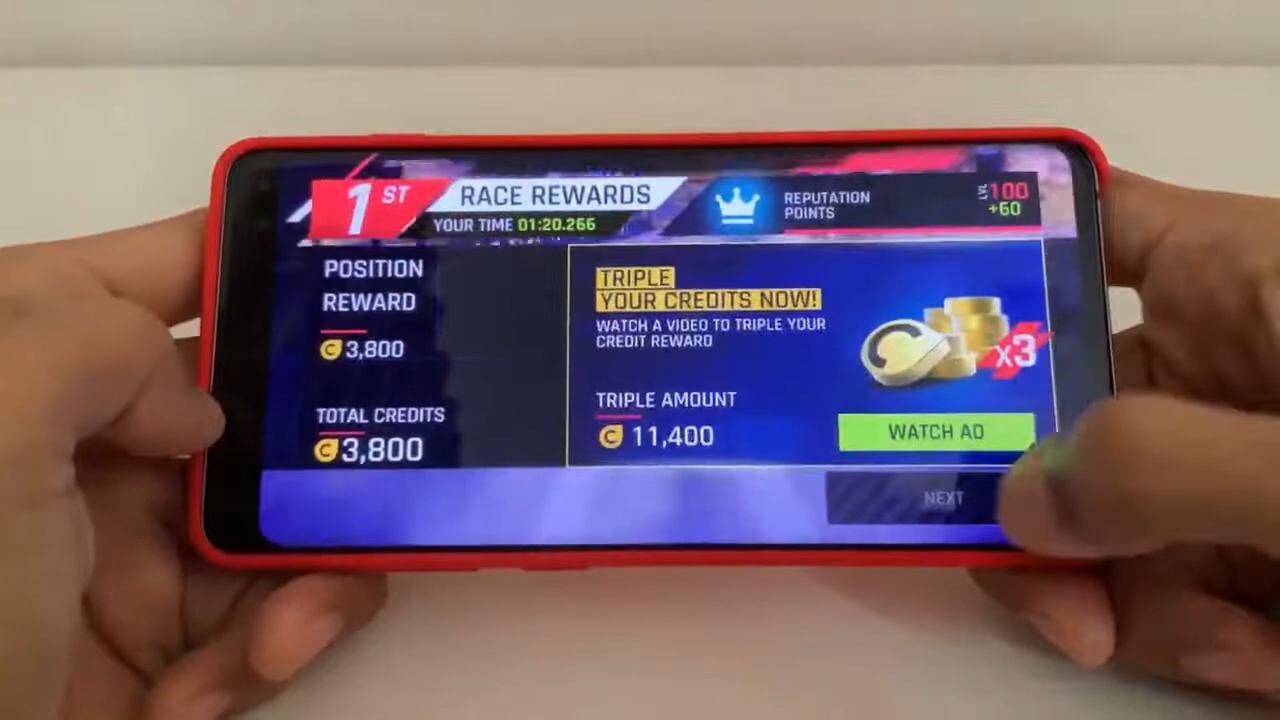 1ST
RACE REWARDS
YOUR TIME 01:20.266
REPUTATION
POINTS
LVL 100
+60
POSITION
REWARD
3,800
TOTAL CREDITS
3,800
TRIPLE
YOUR CREDITS NOW!
WATCH A VIDEO TO TRIPLE YOUR
CREDIT REWARD
x3
TRIPLE AMOUNT
11,400
WATCH AD
NEXT